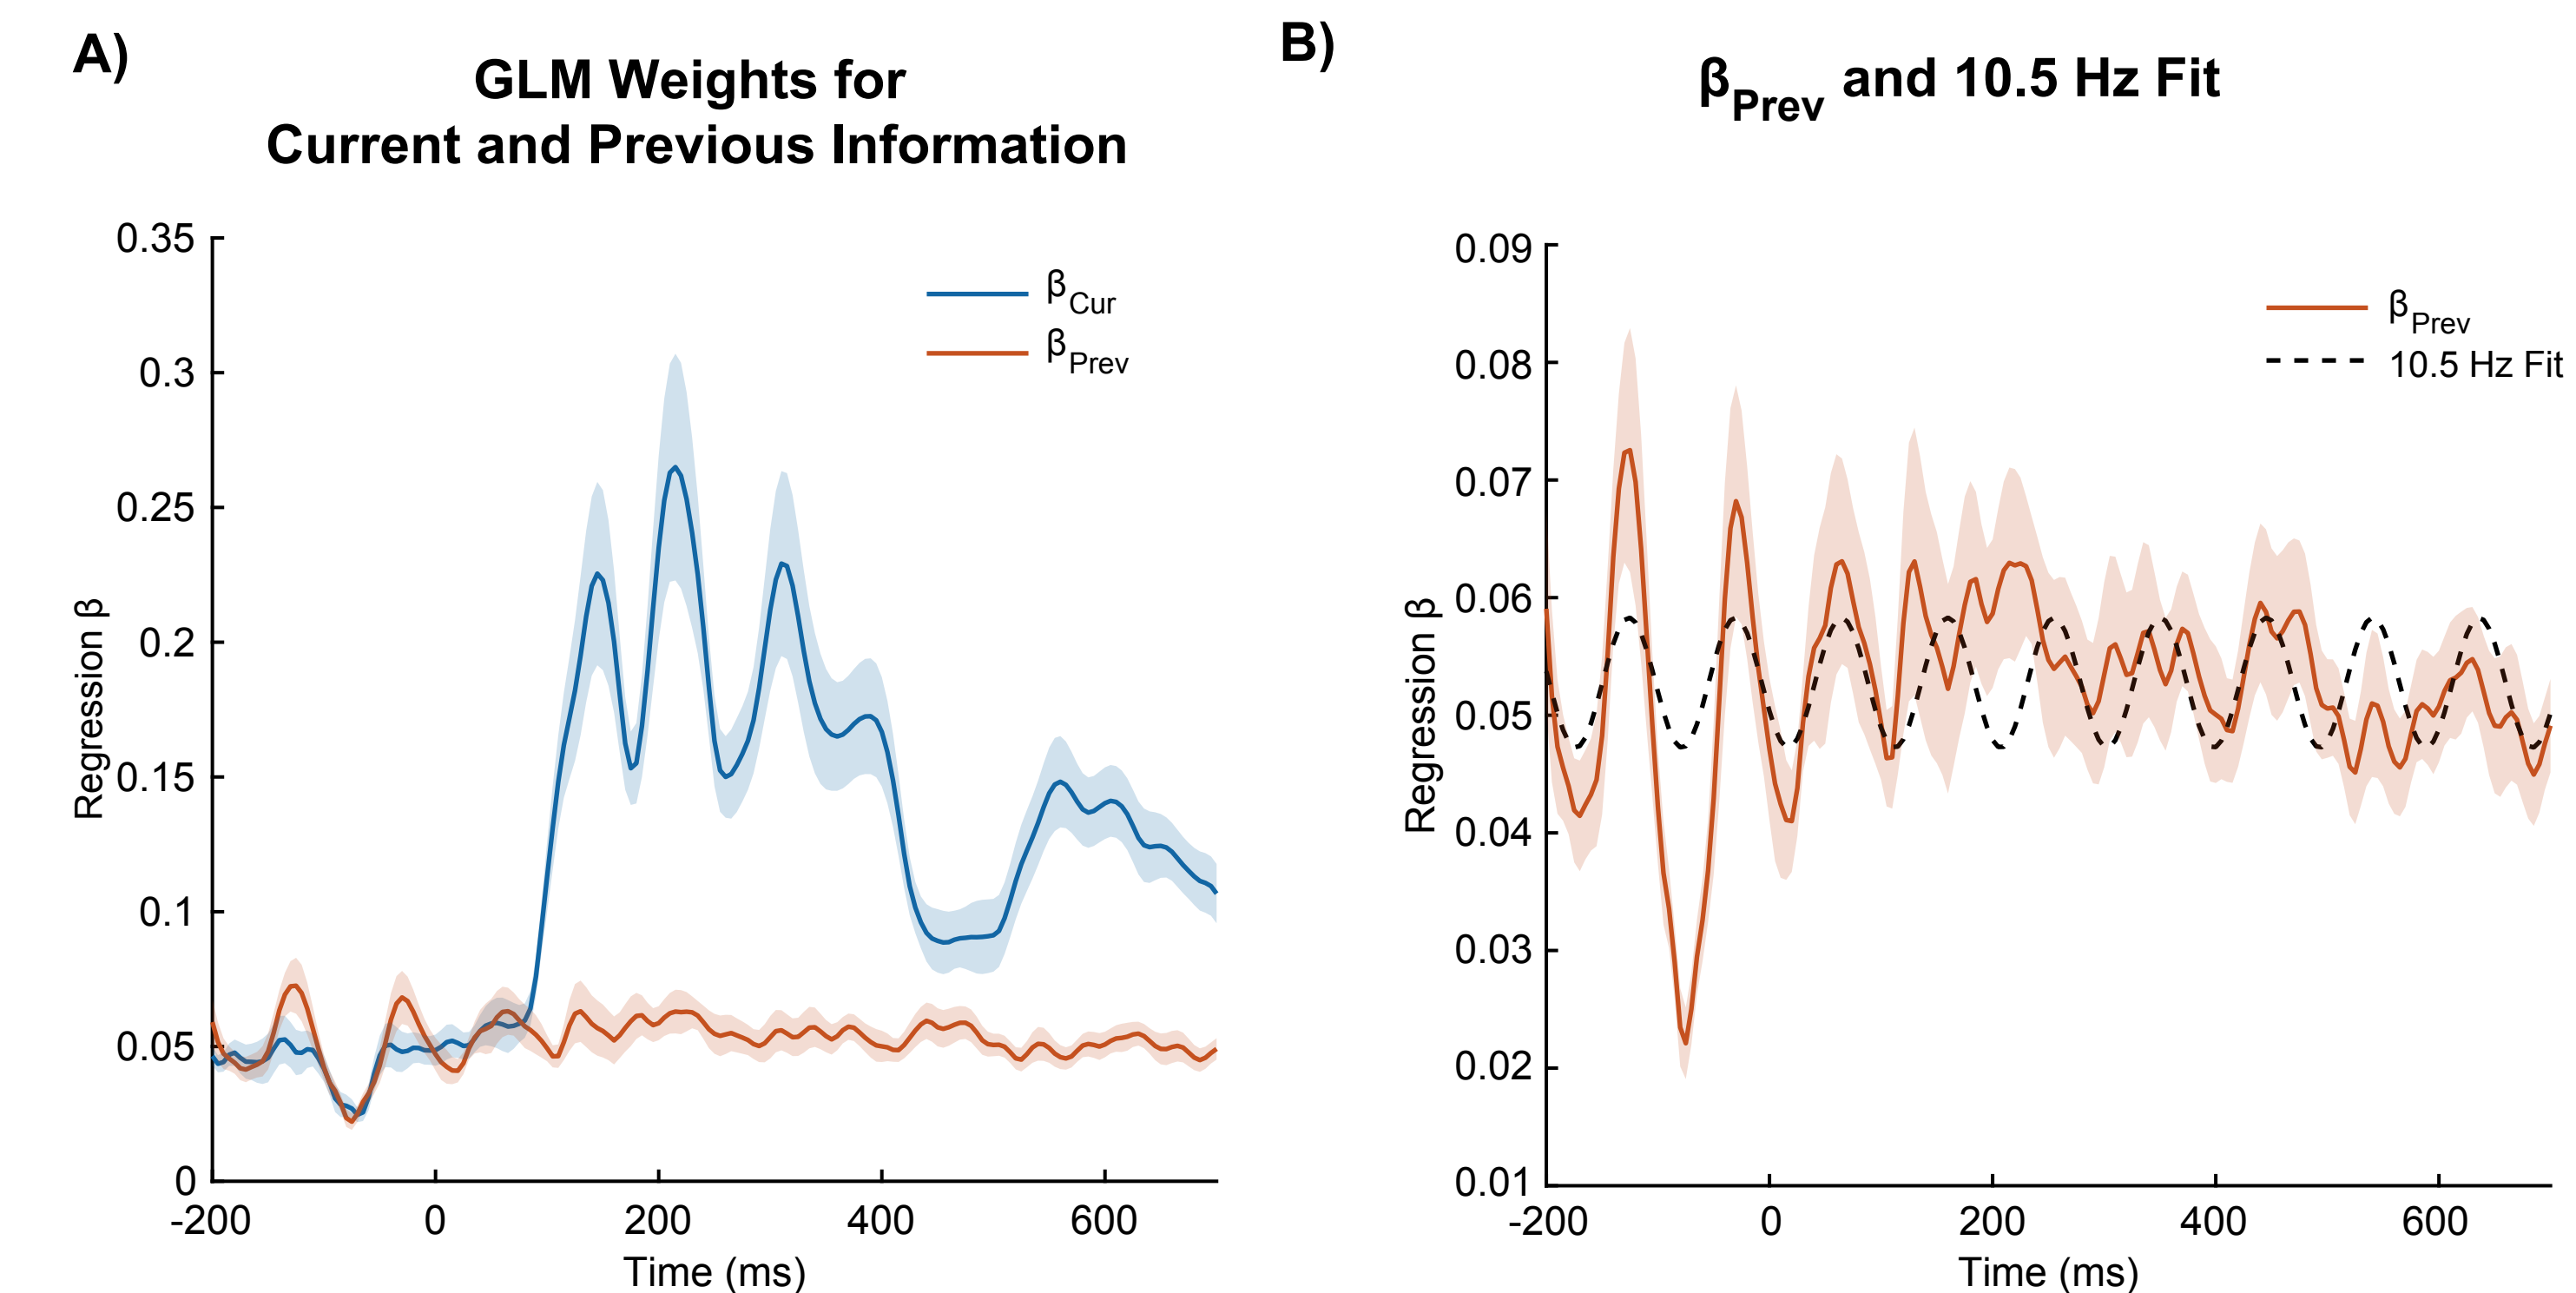 A)
GLM Weights for
Current and Previous Information
0.35
0.3
0.25
0.2
0.15
0.1
0.05
0
Regression β
-200 0 200 400 600
Time (ms)
βCur
βPrev
B)
βPrev and 10.5 Hz Fit
0.09
0.08
0.07
0.06
0.05
0.04
0.03
0.02
0.01
Regression β
-200 0 200 400 600
Time (ms)
βPrev
10.5 Hz Fit